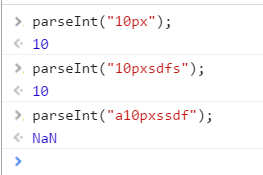 parseInt("10px");
10
parseInt("10pxsdfs");
10
parseInt("a10pxssdf");
NaN